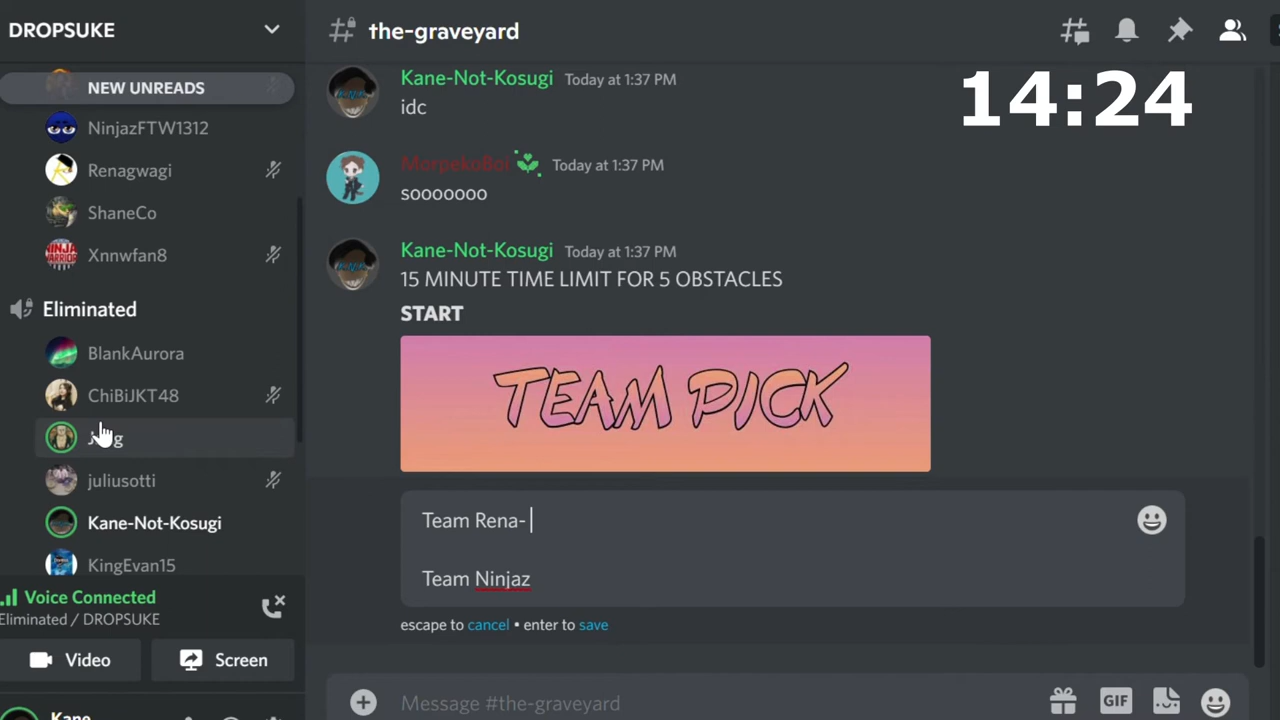 DROPSUKE
NEW UNREADS
NinjazFTW1312
Renagwagi
ShaneCo
Xnnwfan8
Eliminated
BlankAurora
ChiBiJKT48
juliusotti
Kane-Not-Kosugi
KingEvan15
Voice Connected
Eliminated / DROPSUKE
Video
Screen
Kane
the-graveyard
14:24
Kane-Not-Kosugi Today at 1:37 PM
idc
MorpekoBoi Today at 1:37 PM
sooooooo
Kane-Not-Kosugi Today at 1:37 PM
15 MINUTE TIME LIMIT FOR 5 OBSTACLES
START
TEAM PICK
Team Rena-
Team Ninjaz
escape to cancel • enter to save
Message #the-graveyard
GIF